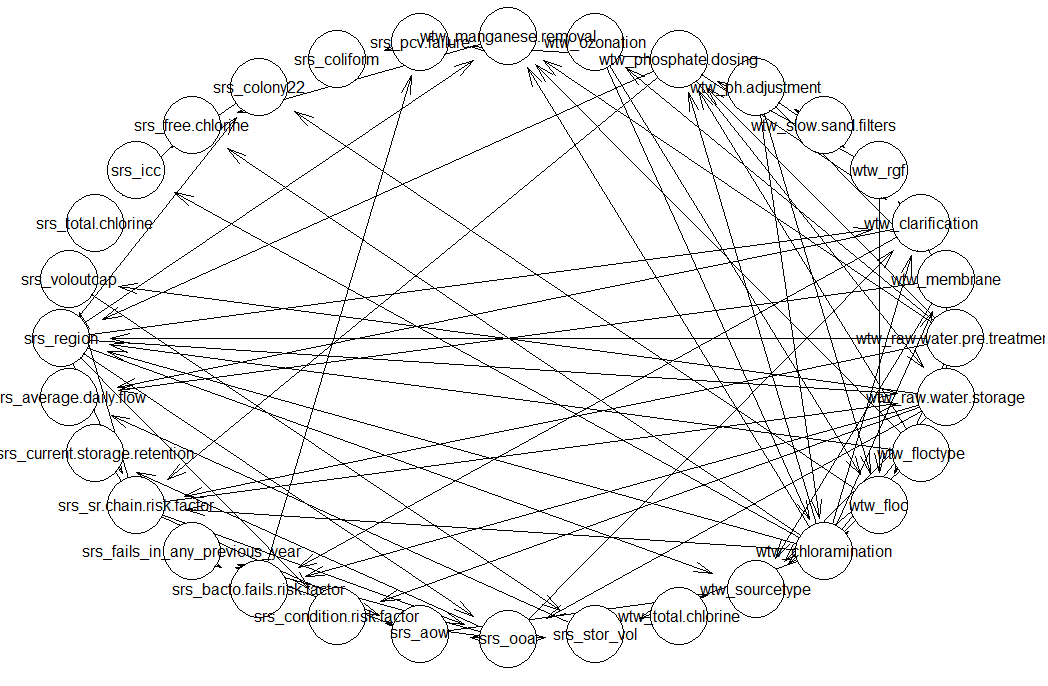 wtw_manganese.removal
srs_pcv.failure
wtw_ozonation
srs_coliform
wtw_phosphate.dosing
srs_colony22
wtw_ph.adjustment
srs_free.chlorine
wtw_slow.sand.filters
srs_icc
wtw_rgf
srs_total.chlorine
wtw_clarification
srs_voloutcap
wtw_membrane
srs_region
wtw_raw.water.pre.treatmer
rs_average.daily.flow
wtw_raw.water.storage
srs_current.storage.retention
wtw_floctype
srs_sr.chain.risk.factor
wtw_floc
srs_fails_in_any_previous_year
wtw_chloramination
srs_bacto.fails.risk.factor
wtw_sourcetype
srs_condition.risk.factor
wtw_total.chlorine
srs_aow
srs_ooa
srs_stor_vol